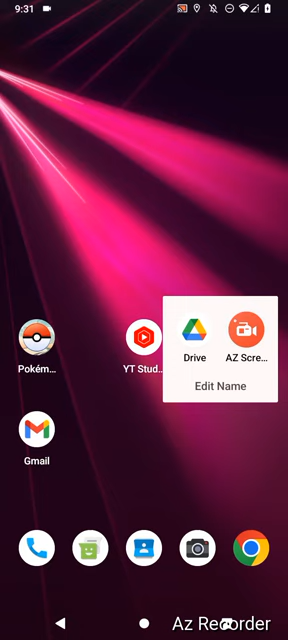 9:31
Drive
AZ Scre...
Edit Name
Pokém...
YT Stud...
Gmail
Az Recorder